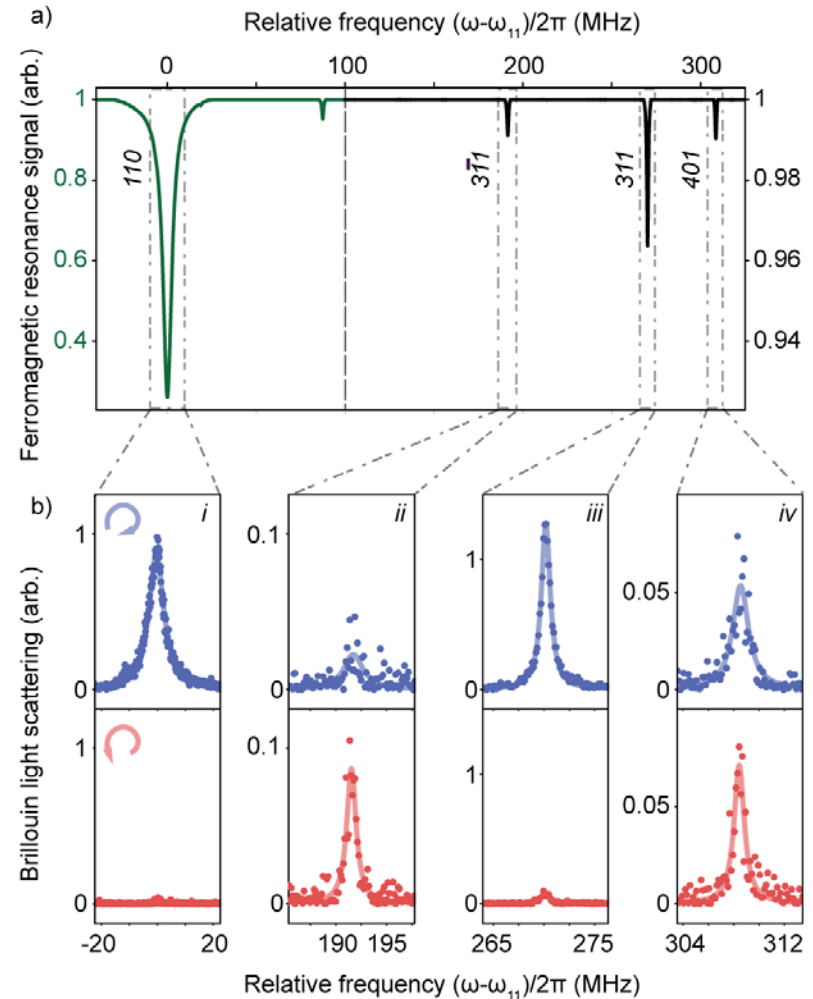 a)
Relative frequency (ω-ω₁₁)/2π (MHz)
0 100 200 300
Ferromagnetic resonance signal (arb.)
1
0.8
0.6
0.4
1
0.98
0.96
0.94
110
3̄11
311
401
b)
Brillouin light scattering (arb.)
i
1
0
ii
0.1
0
iii
1
0
iv
0.05
0
1
0
0.1
0
1
0
0.05
0
-20 20
190 195
265 275
304 312
Relative frequency (ω-ω₁₁)/2π (MHz)